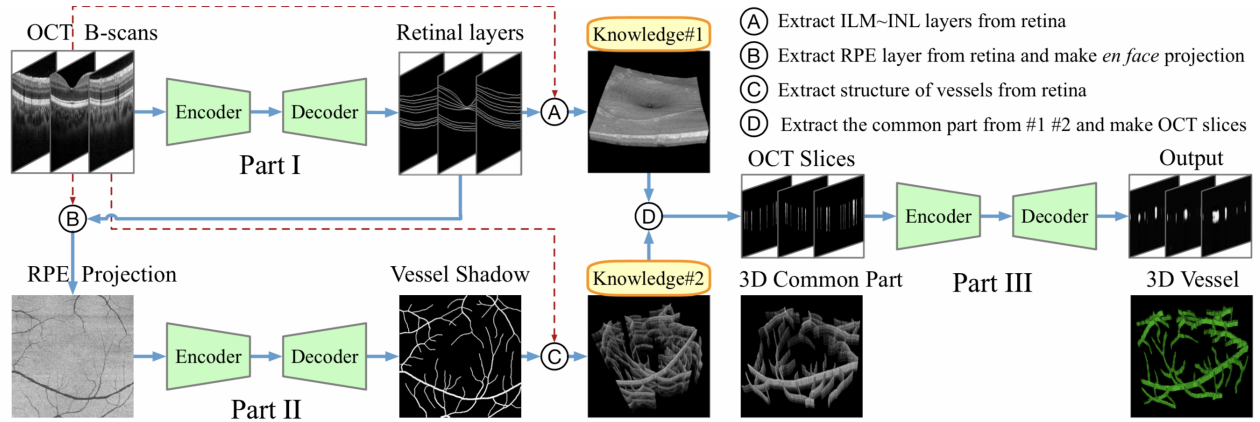 OCT B-scans
Encoder
Decoder
Part I
Retinal layers
A
Knowledge#1
A Extract ILM~INL layers from retina
B Extract RPE layer from retina and make en face projection
C Extract structure of vessels from retina
D Extract the common part from #1 #2 and make OCT slices
B
D
OCT Slices
Encoder
Decoder
Part III
Output
RPE Projection
Encoder
Decoder
Part II
Vessel Shadow
C
Knowledge#2
3D Common Part
3D Vessel